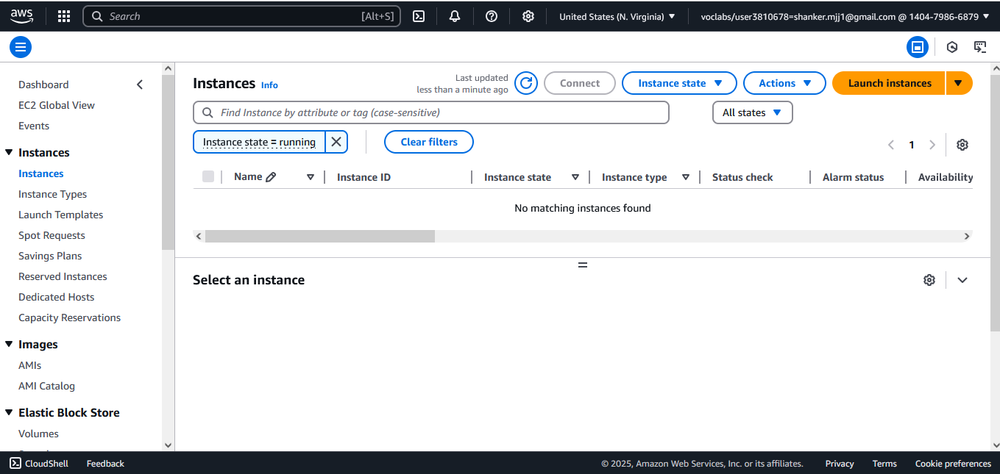 aws
Search [Alt+S]
United States (N. Virginia)
voclabs/user3810678=shanker.mjj1@gmail.com @ 1404-7986-6879
Dashboard
EC2 Global View
Events
Instances
Instances
Instance Types
Launch Templates
Spot Requests
Savings Plans
Reserved Instances
Dedicated Hosts
Capacity Reservations
Images
AMIs
AMI Catalog
Elastic Block Store
Volumes
Instances Info
Last updated
less than a minute ago
Connect
Instance state
Actions
Launch instances
Find Instance by attribute or tag (case-sensitive)
All states
Instance state = running
Clear filters
1
Name
Instance ID
Instance state
Instance type
Status check
Alarm status
Availability
No matching instances found
Select an instance
CloudShell
Feedback
© 2025, Amazon Web Services, Inc. or its affiliates.
Privacy
Terms
Cookie preferences